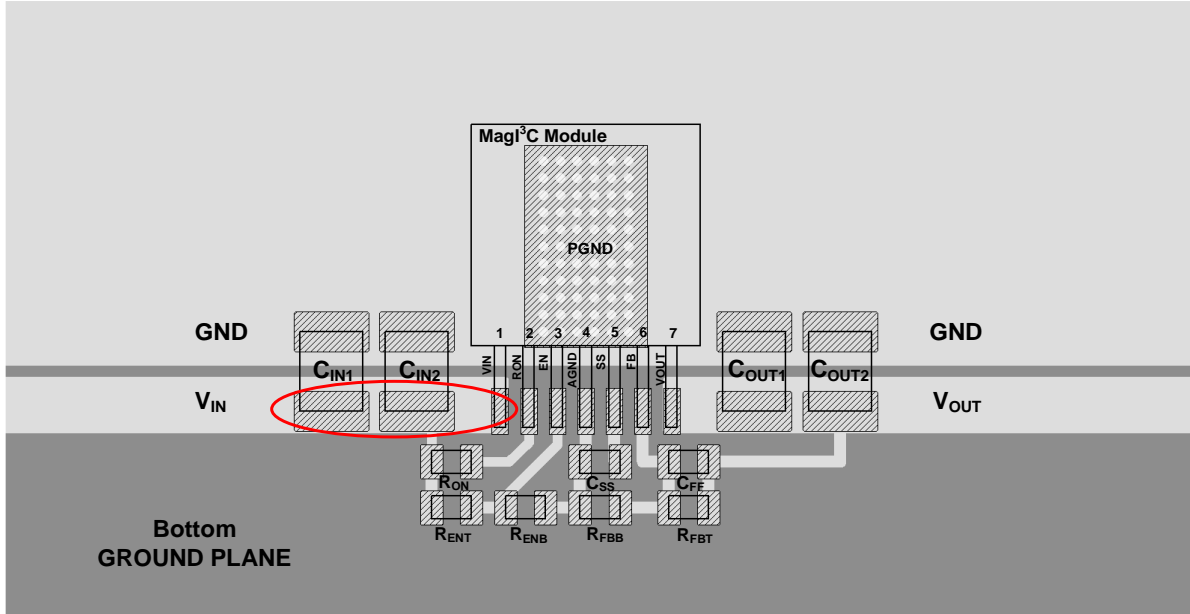 MagI³C Module
PGND
GND
GND
1 2 3 4 5 6 7
VIN RON EN AGND SS FB VOUT
CIN1 CIN2 COUT1 COUT2
VIN
VOUT
RON CSS CFF
RENT RENB RFBB RFBT
Bottom
GROUND PLANE